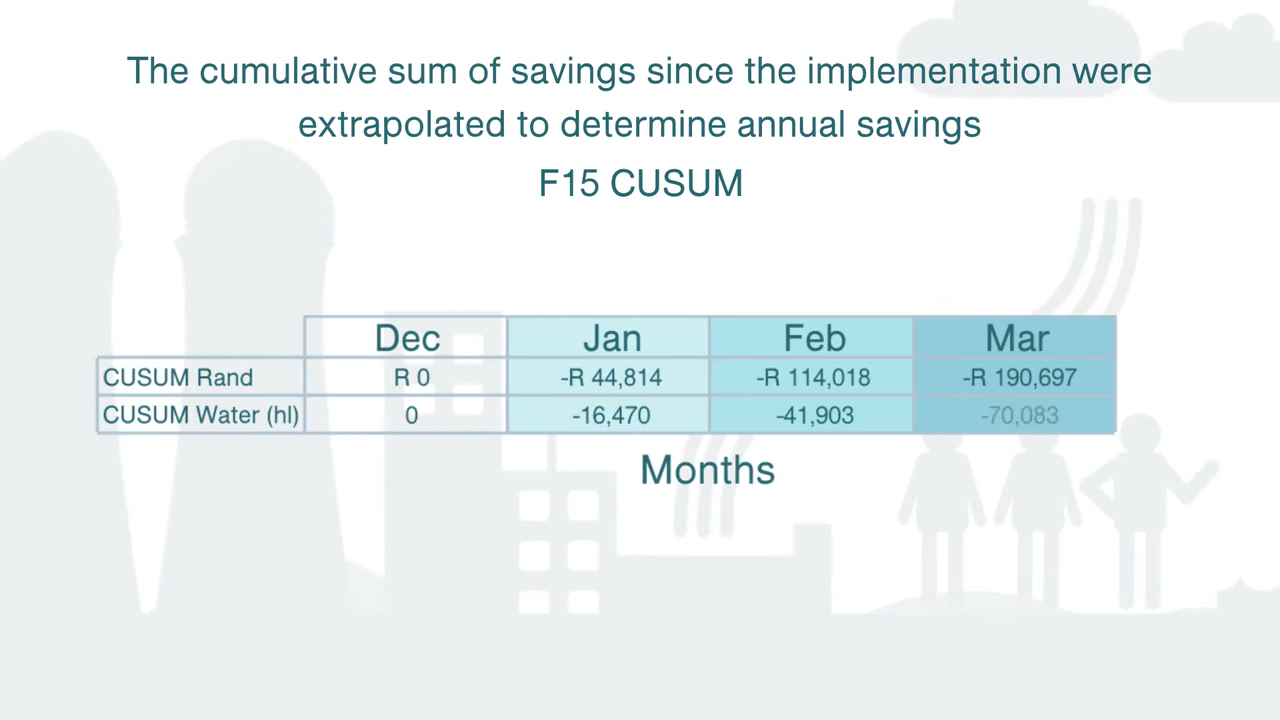 The cumulative sum of savings since the implementation were
extrapolated to determine annual savings
F15 CUSUM
Dec Jan Feb Mar
CUSUM Rand R 0 -R 44,814 -R 114,018 -R 190,697
CUSUM Water (hl) 0 -16,470 -41,903 -70,083
Months